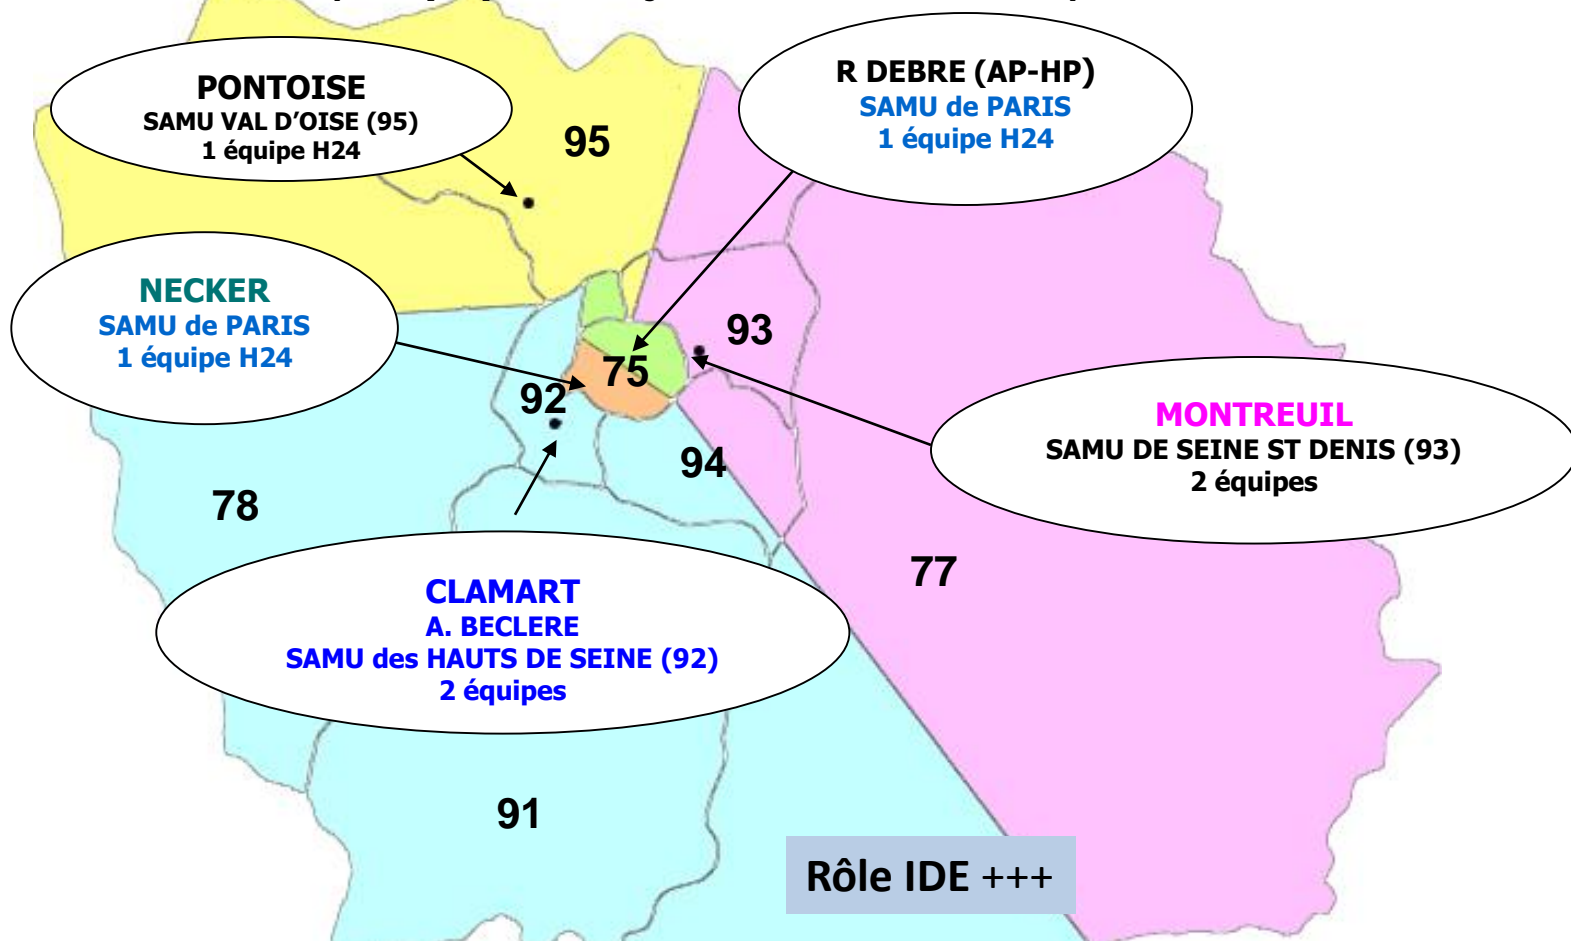 PONTOISE
SAMU VAL D'OISE (95)
1 équipe H24
R DEBRE (AP-HP)
SAMU de PARIS
1 équipe H24
95
NECKER
SAMU de PARIS
1 équipe H24
93
75
92
MONTREUIL
SAMU DE SEINE ST DENIS (93)
2 équipes
94
78
77
CLAMART
A. BECLERE
SAMU des HAUTS DE SEINE (92)
2 équipes
91
Rôle IDE +++